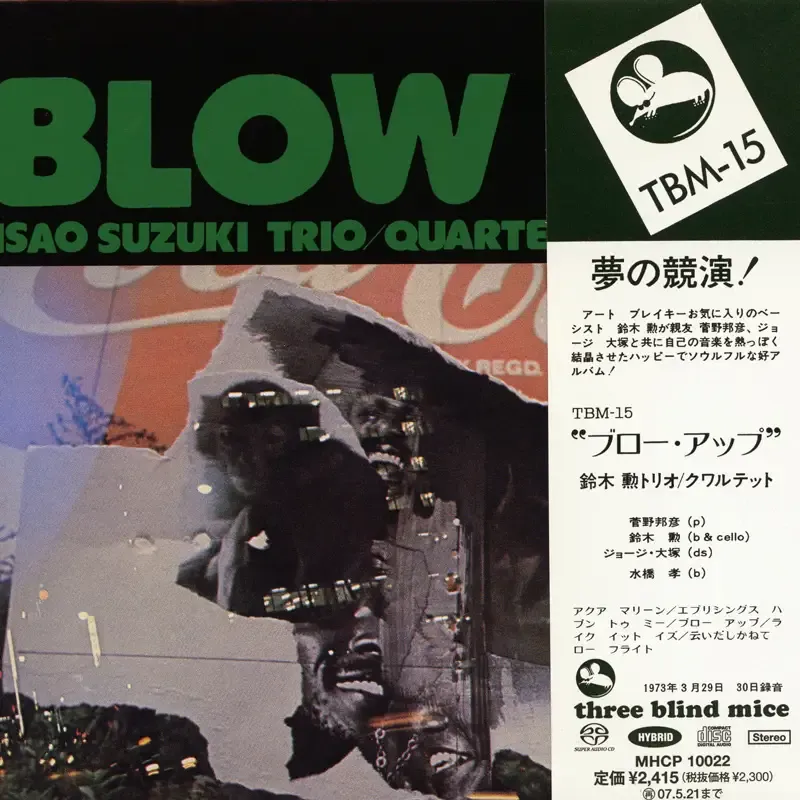 BLOW
ISAO SUZUKI TRIO/QUARTE
REGD.
TBM-15
夢の競演！
アート ブレイキーお気に入りのベー
シスト 鈴木 勲が親友 菅野邦彦、ジョ
ージ 大塚と共に自己の音楽を熱っぽく
結晶させたハッピーでソウルフルな好ア
ルバム！
TBM-15
“ブロー・アップ”
鈴木 勲トリオ/クワルテット
菅野邦彦(p)
鈴木 勲(b & cello)
ジョージ・大塚(ds)
水橋 孝(b)
アクア マリーン/エブリシングス ハ
プン トゥ ミー/ブロー アップ/ラ
イク イット イズ/云いだしかねて
ロー フライト
1973年3月29日 30日録音
three blind mice
SUPER AUDIO CD
HYBRID
COMPACT
disc
DIGITAL AUDIO
Stereo
MHCP 10022
定価¥2,415(税抜価格¥2,300)
再07.5.21まで